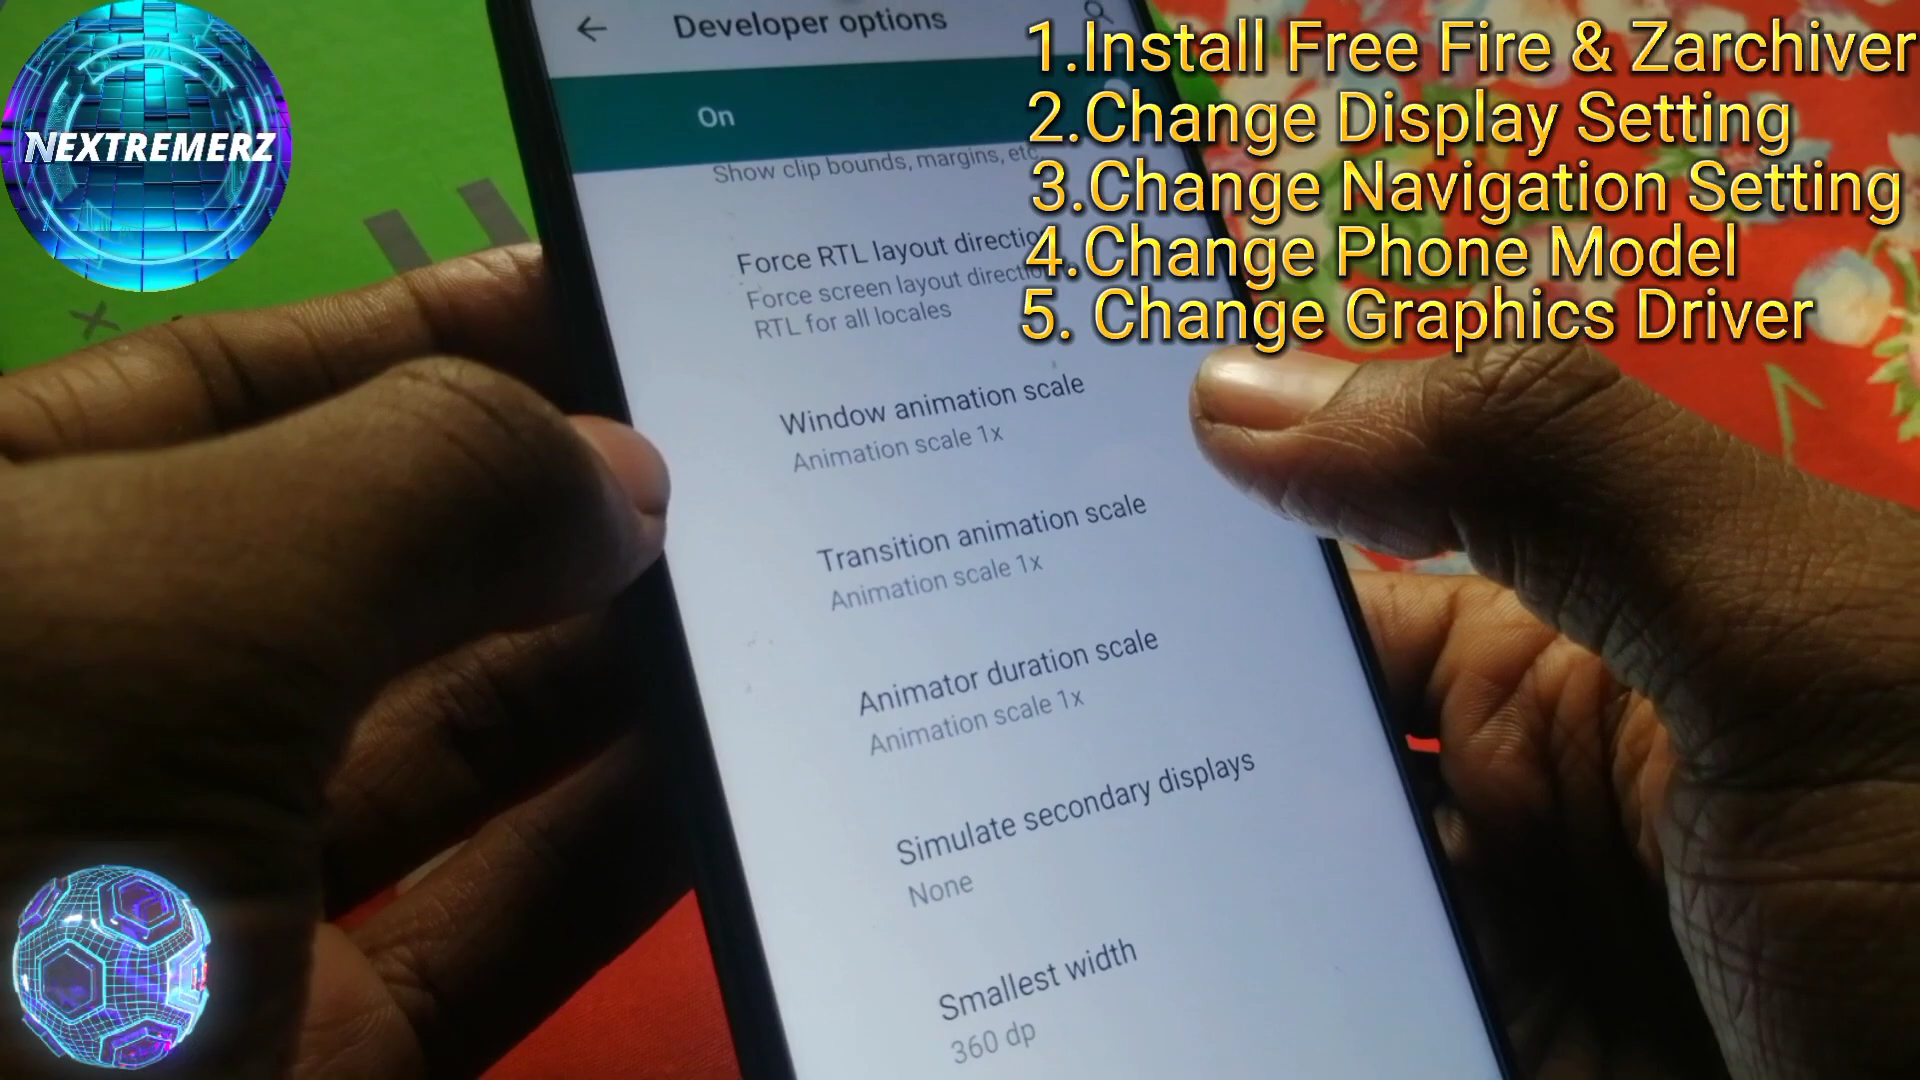 NEXTREMERZ
1.Install Free Fire & Zarchiver
2.Change Display Setting
3.Change Navigation Setting
4.Change Phone Model
5. Change Graphics Driver
Developer options
On
Show clip bounds, margins, etc.
Force RTL layout direction
Force screen layout direction
RTL for all locales
Window animation scale
Animation scale 1x
Transition animation scale
Animation scale 1x
Animator duration scale
Animation scale 1x
Simulate secondary displays
None
Smallest width
360 dp